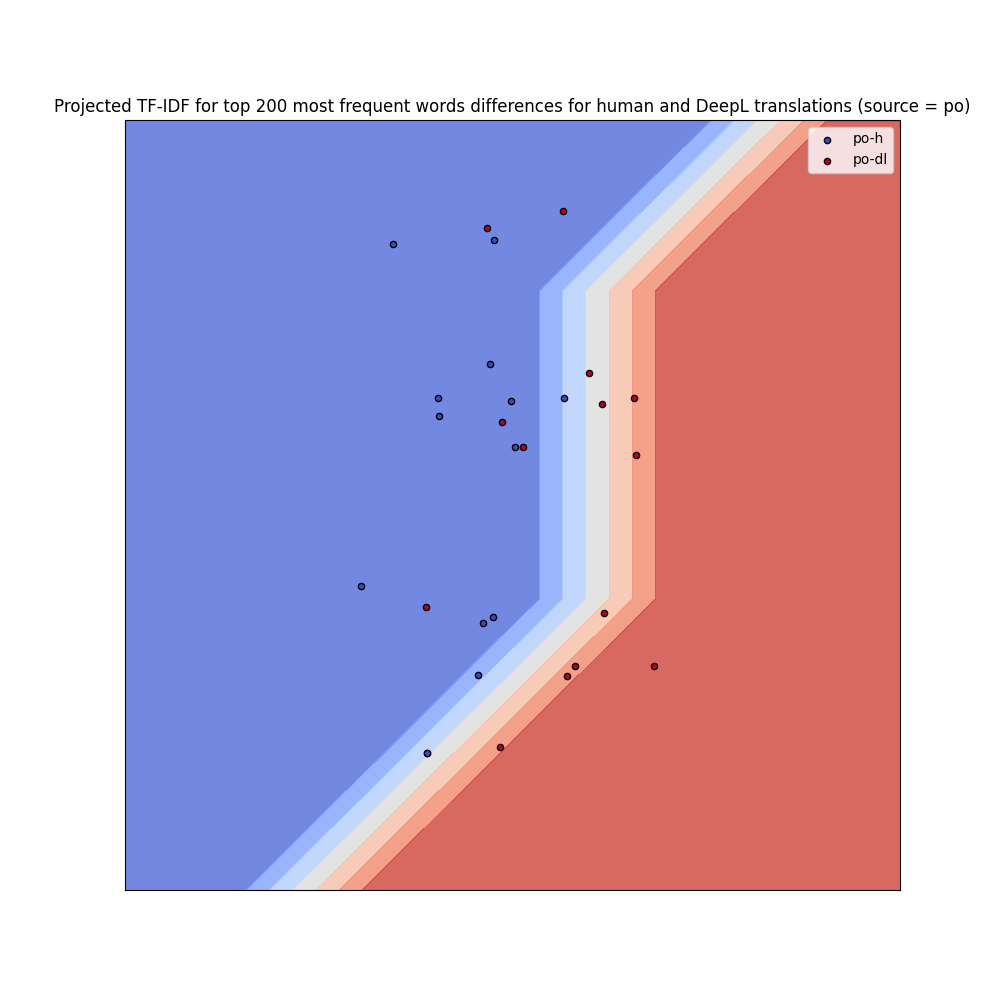 Projected TF-IDF for top 200 most frequent words differences for human and DeepL translations (source = po)
po-h
po-dl